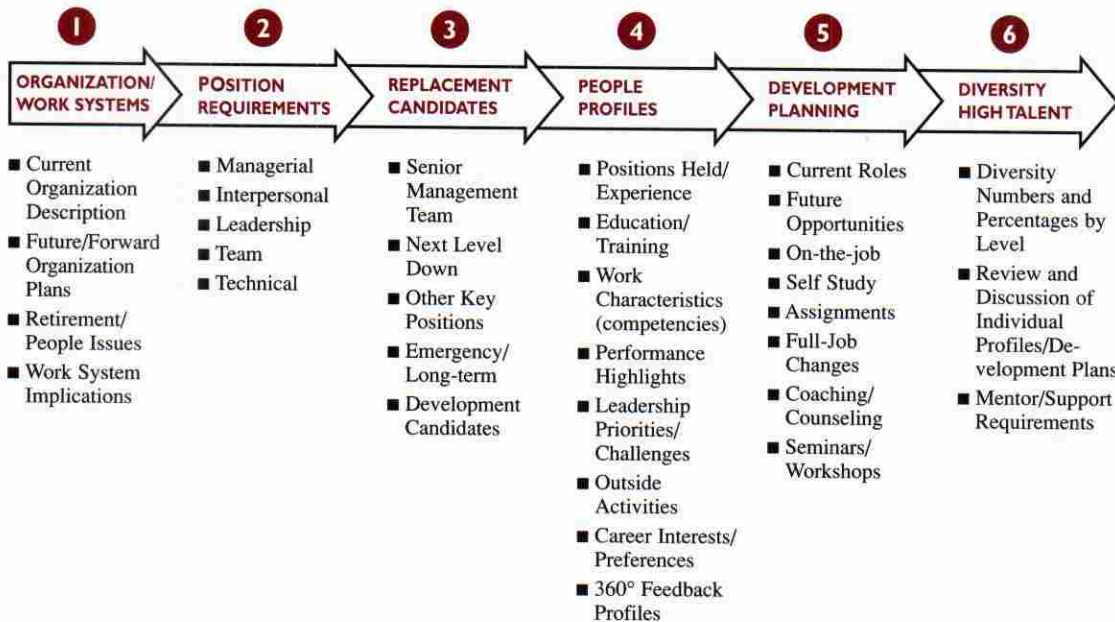 1
ORGANIZATION/
WORK SYSTEMS
■ Current
Organization
Description
■ Future/Forward
Organization
Plans
■ Retirement/
People Issues
■ Work System
Implications
2
POSITION
REQUIREMENTS
■ Managerial
■ Interpersonal
■ Leadership
■ Team
■ Technical
3
REPLACEMENT
CANDIDATES
■ Senior
Management
Team
■ Next Level
Down
■ Other Key
Positions
■ Emergency/
Long-term
■ Development
Candidates
4
PEOPLE
PROFILES
■ Positions Held/
Experience
■ Education/
Training
■ Work
Characteristics
(competencies)
■ Performance
Highlights
■ Leadership
Priorities/
Challenges
■ Outside
Activities
■ Career Interests/
Preferences
■ 360° Feedback
Profiles
5
DEVELOPMENT
PLANNING
■ Current Roles
■ Future
Opportunities
■ On-the-job
■ Self Study
■ Assignments
■ Full-Job
Changes
■ Coaching/
Counseling
■ Seminars/
Workshops
6
DIVERSITY
HIGH TALENT
■ Diversity
Numbers and
Percentages by
Level
■ Review and
Discussion of
Individual
Profiles/De-
velopment Plans
■ Mentor/Support
Requirements